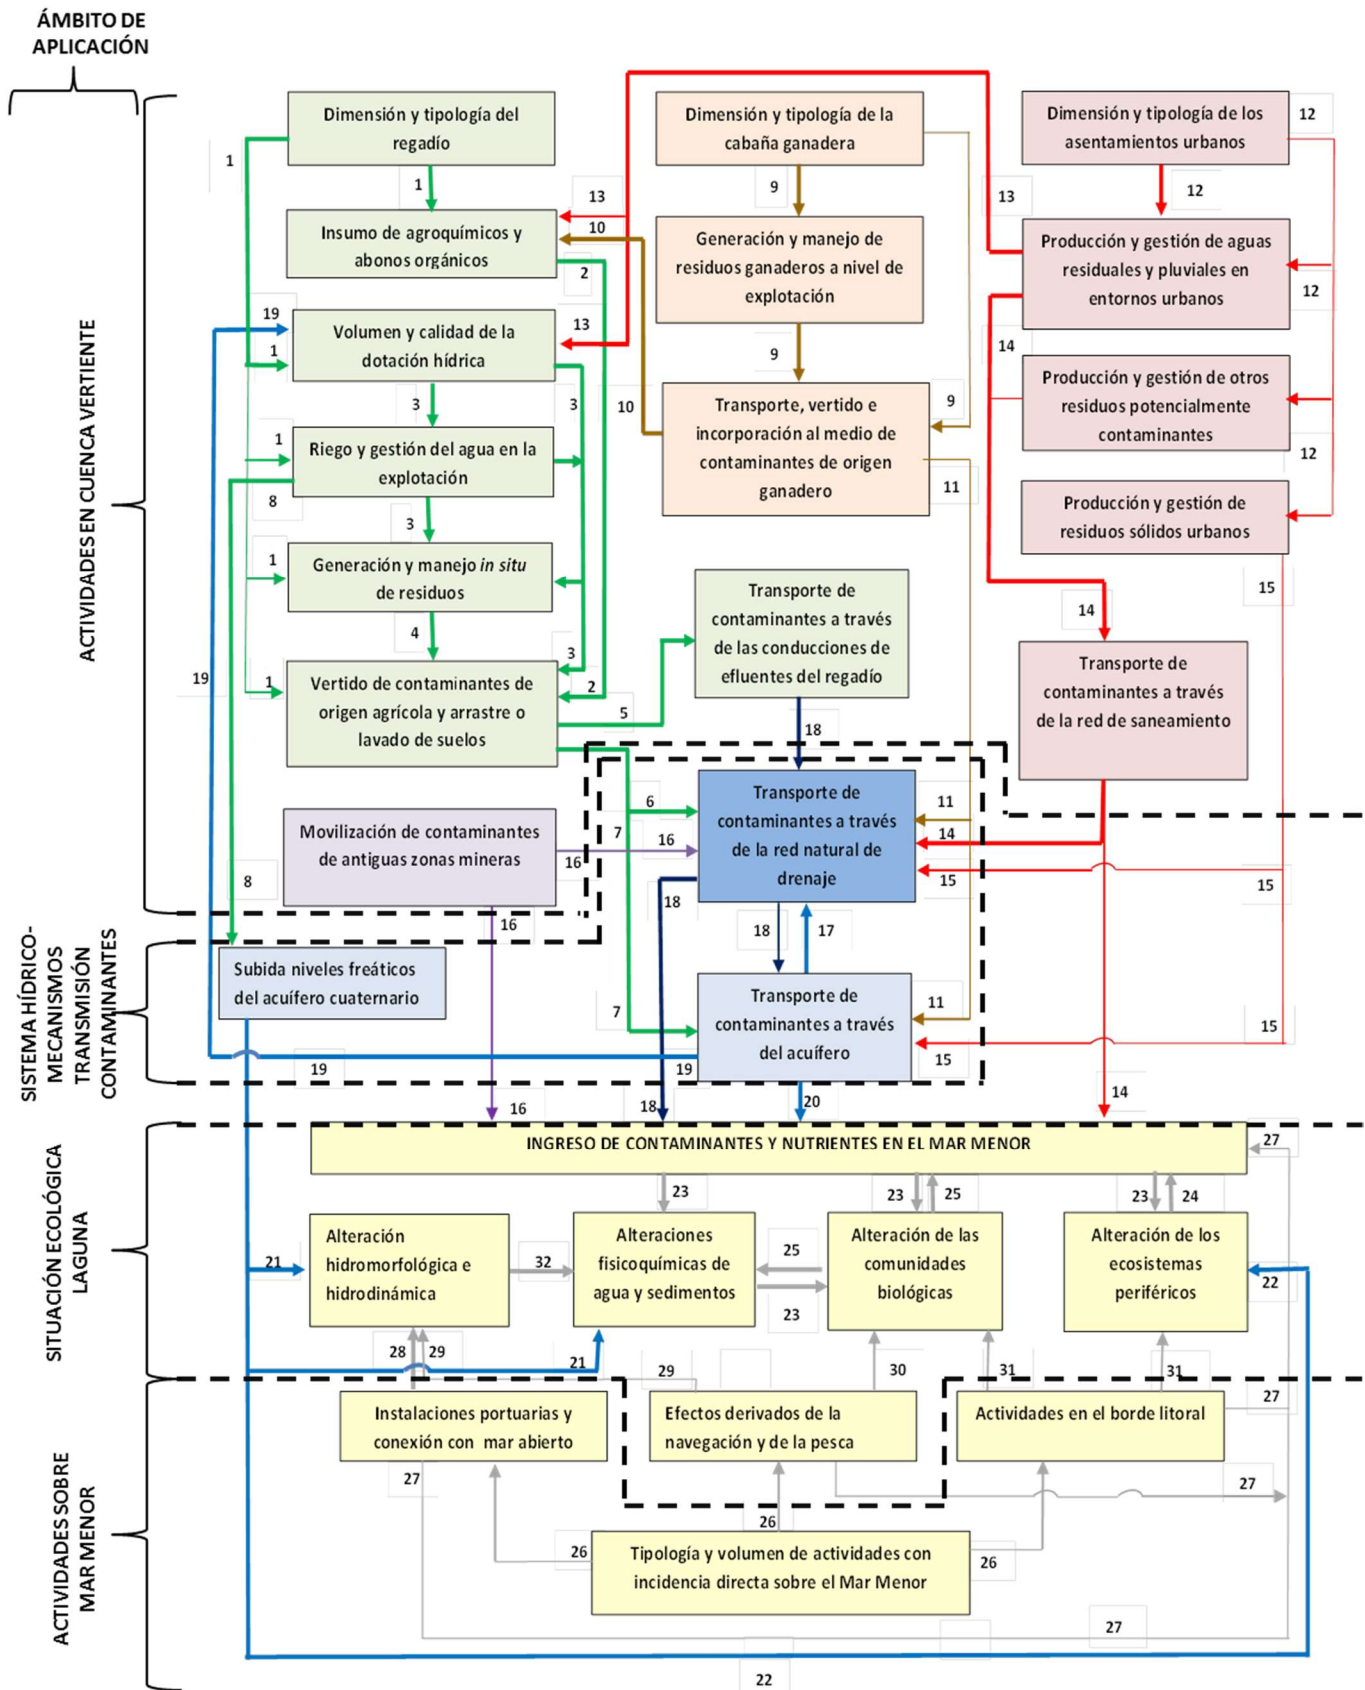 ÁMBITO DE
APLICACIÓN
ACTIVIDADES EN CUENCA VERTIENTE
Dimensión y tipología del
regadío
Dimensión y tipología de la
cabaña ganadera
Dimensión y tipología de los
asentamientos urbanos
12
1
1
9
12
13
13
Insumo de agroquímicos y
abonos orgánicos
10
2
Generación y manejo de
residuos ganaderos a nivel de
explotación
Producción y gestión de aguas
residuales y pluviales en
entornos urbanos
12
19
Volumen y calidad de la
dotación hídrica
13
1
9
14
3
3
10
Transporte, vertido e
incorporación al medio de
contaminantes de origen
ganadero
9
Producción y gestión de otros
residuos potencialmente
contaminantes
12
1
Riego y gestión del agua en la
explotación
8
11
3
Producción y gestión de
residuos sólidos urbanos
1
Generación y manejo in situ
de residuos
Transporte de
contaminantes a través
de las conducciones de
efluentes del regadío
15
14
4
3
19
1
Vertido de contaminantes de
origen agrícola y arrastre o
lavado de suelos
2
5
18
Transporte de
contaminantes a través
de la red de saneamiento
Transporte de
contaminantes a través
de la red natural de
drenaje
6
7
11
14
15
Movilización de contaminantes
de antiguas zonas mineras
16
16
8
18
15
16
18
17
SISTEMA HÍDRICO-
MECANISMOS
TRANSMISIÓN
CONTAMINANTES
Subida niveles freáticos
del acuífero cuaternario
Transporte de
contaminantes a través
del acuífero
7
11
15
19
19
15
16
18
20
14
SITUACIÓN ECOLÓGICA
LAGUNA
INGRESO DE CONTAMINANTES Y NUTRIENTES EN EL MAR MENOR
27
23
23
25
23
24
Alteración
hidromorfológica e
hidrodinámica
Alteraciones
fisicoquímicas de
agua y sedimentos
Alteración de las
comunidades
biológicas
Alteración de los
ecosistemas
periféricos
21
32
25
23
22
28
29
21
29
30
31
31
ACTIVIDADES SOBRE
MAR MENOR
Instalaciones portuarias y
conexión con mar abierto
Efectos derivados de la
navegación y de la pesca
Actividades en el borde litoral
27
27
27
26
26
Tipología y volumen de actividades con
incidencia directa sobre el Mar Menor
26
27
22